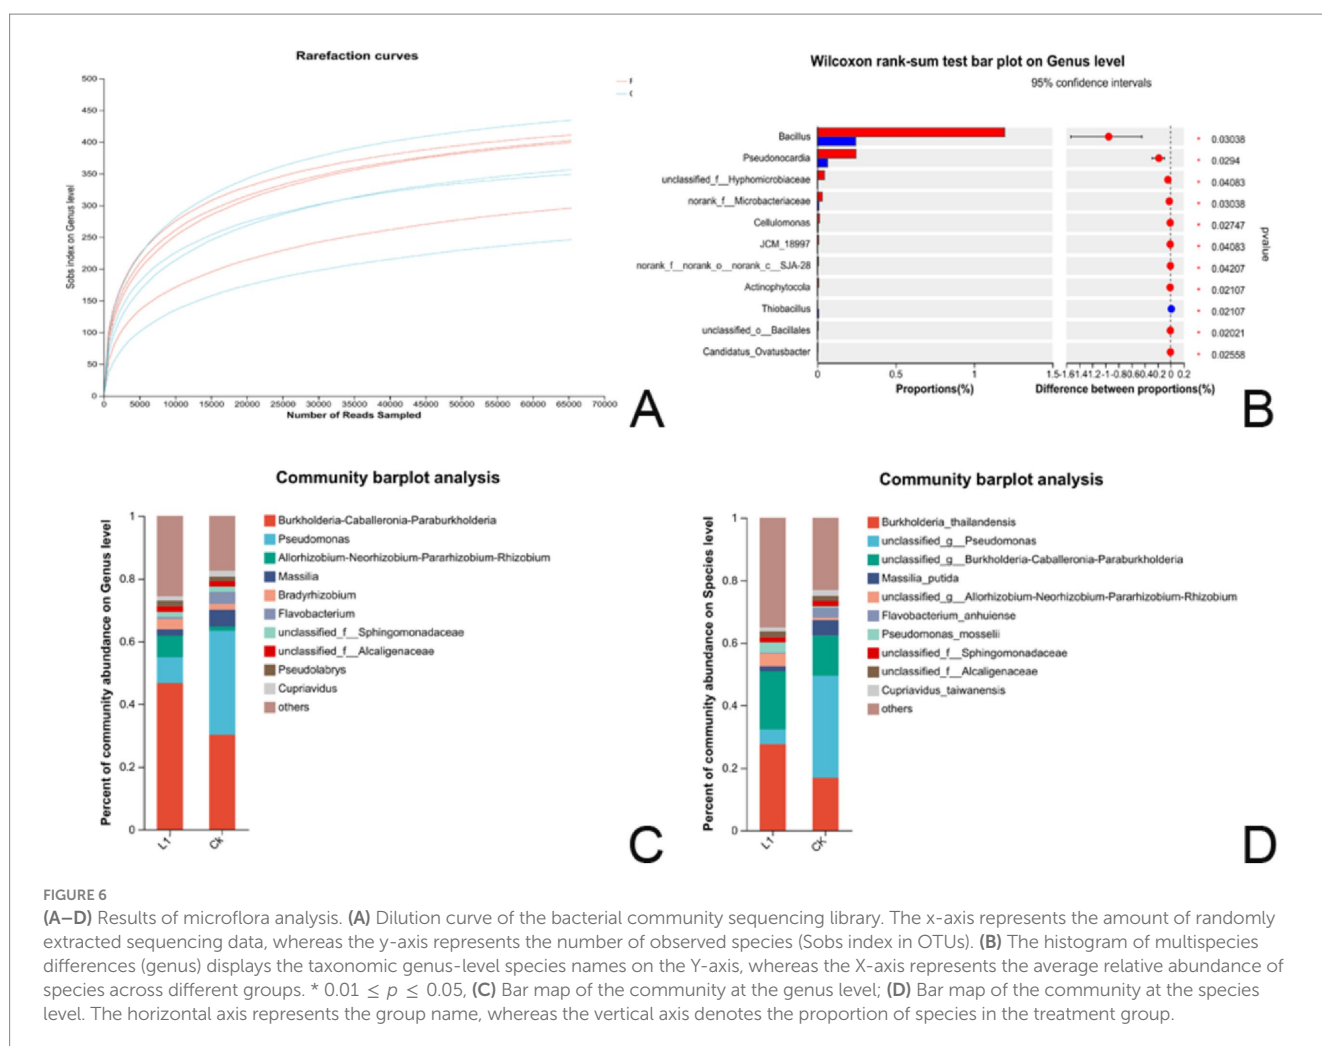 Rarefaction curves
500
450
400
350
300
250
200
150
100
50
0
Sobs index on Genus level
0 5000 10000 15000 20000 25000 30000 35000 40000 45000 50000 55000 60000 65000 70000
Number of Reads Sampled
A
Wilcoxon rank-sum test bar plot on Genus level
95% confidence intervals
Bacillus 0.03038
Pseudonocardia 0.0294
unclassified_f__Hyphomicrobiaceae 0.04083
norank_f__Microbacteriaceae 0.03038
Cellulomonas 0.02747
JCM_18997 0.04083
norank_f__norank_o__norank_c__SJA-28 0.04207
Actinophytocola 0.02107
Thiobacillus 0.02107
unclassified_o__Bacillales 0.02021
Candidatus_Ovatusbacter 0.02558
pvalue
0 0.5 1 1.5-1.61.41.2-1-0.80.60.40.2 0 0.2
Proportions(%) Difference between proportions(%)
B
Community barplot analysis
Percent of community abundance on Genus level
1
0.8
0.6
0.4
0.2
0
L1 Ck
Burkholderia-Caballeronia-Paraburkholderia
Pseudomonas
Allorhizobium-Neorhizobium-Pararhizobium-Rhizobium
Massilia
Bradyrhizobium
Flavobacterium
unclassified_f__Sphingomonadaceae
unclassified_f__Alcaligenaceae
Pseudolabrys
Cupriavidus
others
C
Community barplot analysis
Percent of community abundance on Species level
1
0.8
0.6
0.4
0.2
0
L1 CK
Burkholderia_thailandensis
unclassified_g__Pseudomonas
unclassified_g__Burkholderia-Caballeronia-Paraburkholderia
Massilia_putida
unclassified_g__Allorhizobium-Neorhizobium-Pararhizobium-Rhizobium
Flavobacterium_anhuiense
Pseudomonas_mosselii
unclassified_f__Sphingomonadaceae
unclassified_f__Alcaligenaceae
Cupriavidus_taiwanensis
others
D
FIGURE 6
(A–D) Results of microflora analysis. (A) Dilution curve of the bacterial community sequencing library. The x-axis represents the amount of randomly
extracted sequencing data, whereas the y-axis represents the number of observed species (Sobs index in OTUs). (B) The histogram of multispecies
differences (genus) displays the taxonomic genus-level species names on the Y-axis, whereas the X-axis represents the average relative abundance of
species across different groups. * 0.01 ≤ p ≤ 0.05, (C) Bar map of the community at the genus level; (D) Bar map of the community at the species
level. The horizontal axis represents the group name, whereas the vertical axis denotes the proportion of species in the treatment group.